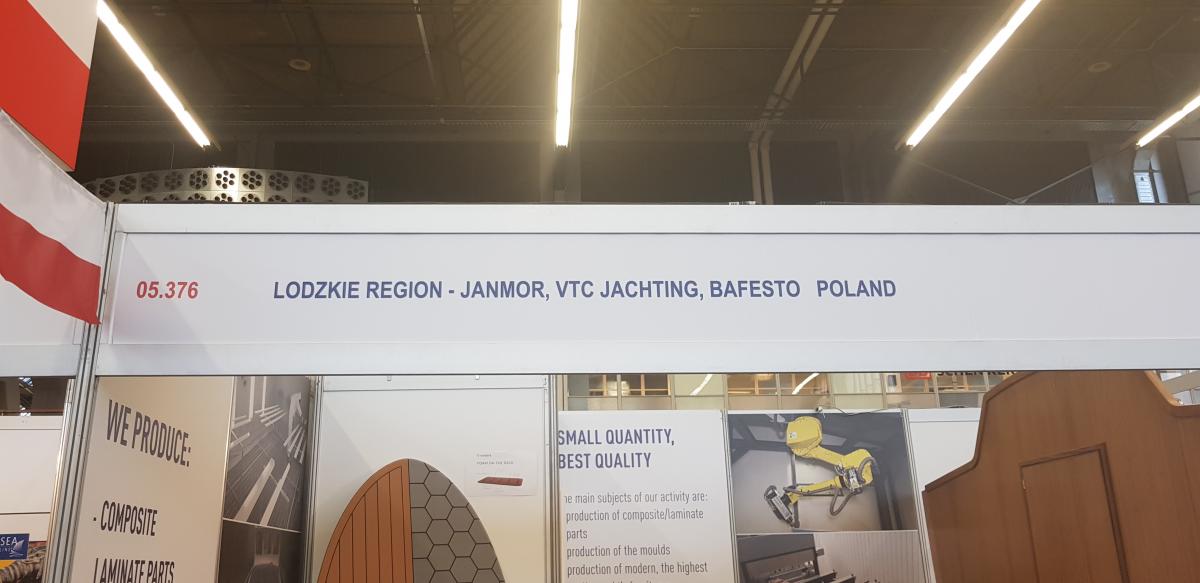 05.376 LODZKIE REGION - JANMOR, VTC JACHTING, BAFESTO POLAND
WE PRODUCE:
- COMPOSITE
LAMINATE PARTS
SMALL QUANTITY,
BEST QUALITY
main subjects of our activity are:
production of composite/laminate
parts
production of the moulds
production of modern, the highest
SEA